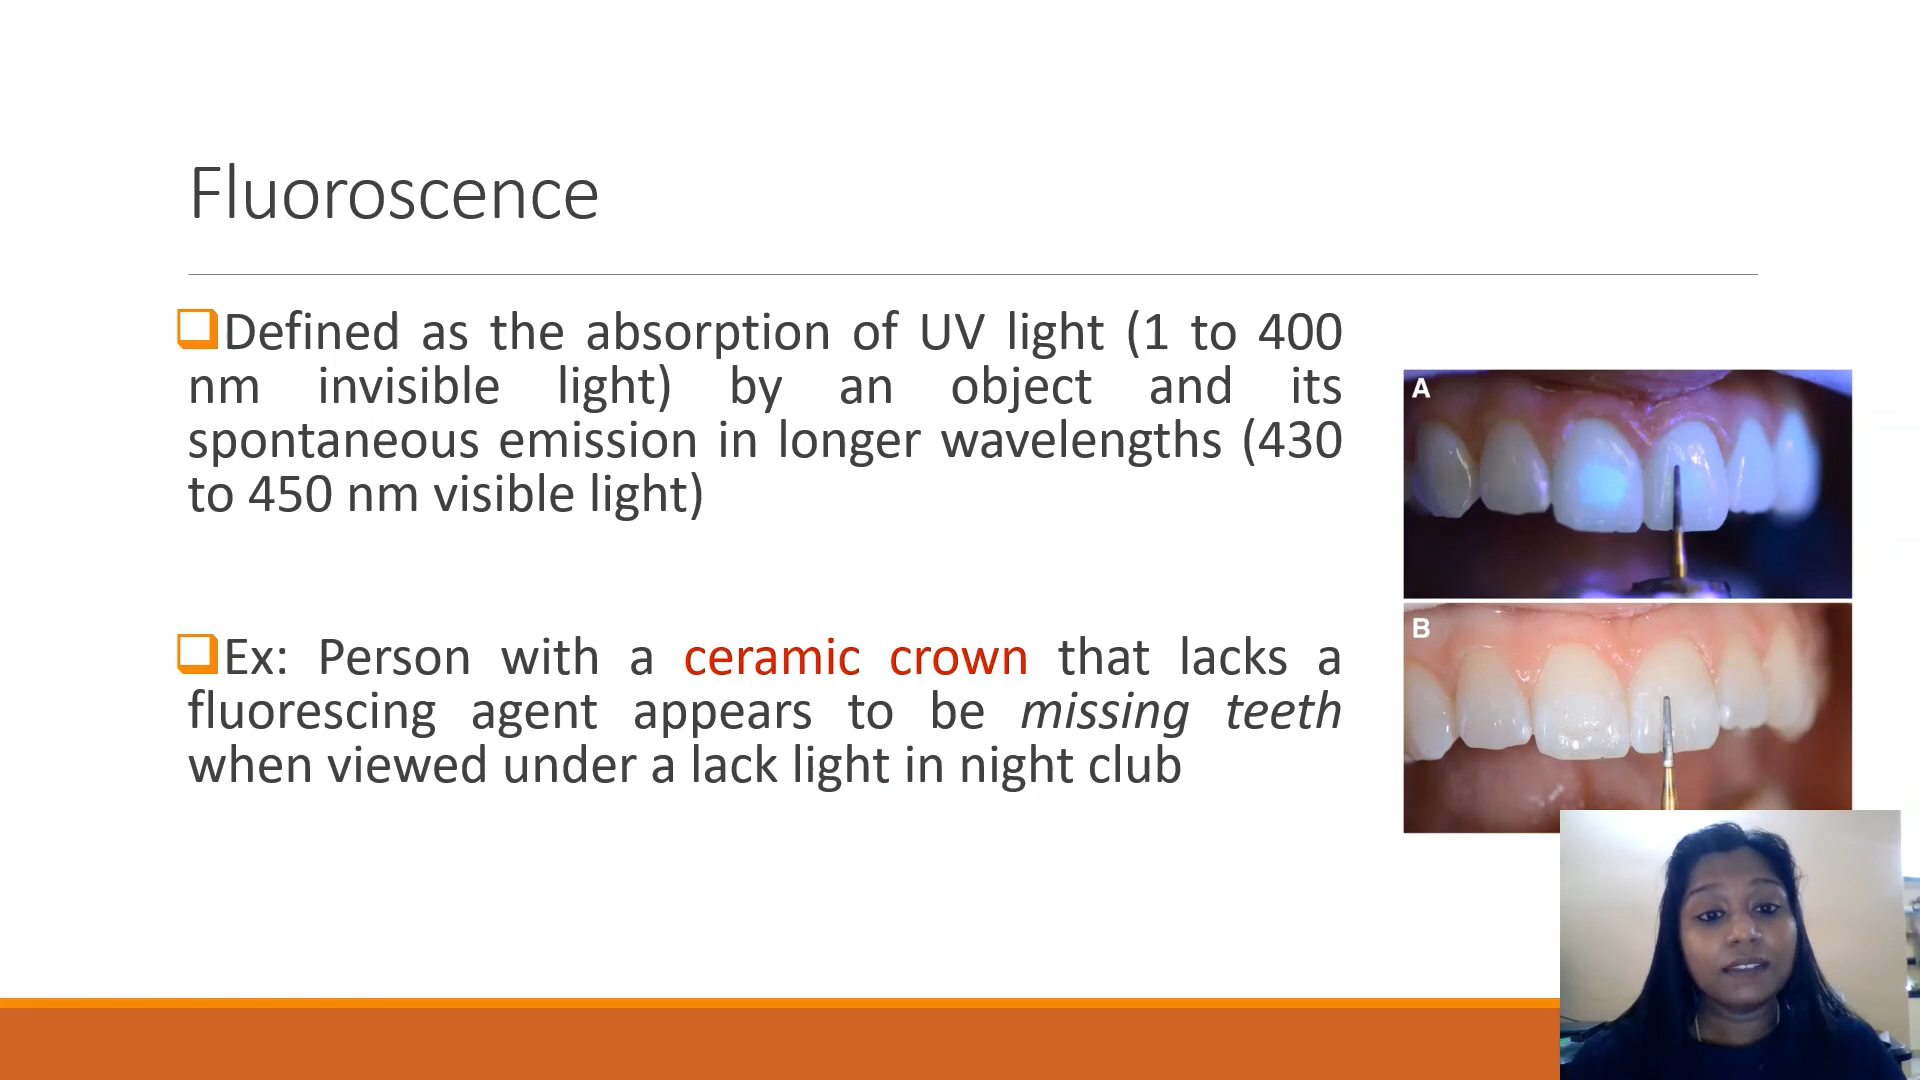 Fluoroscence
Defined as the absorption of UV light (1 to 400
nm invisible light) by an object and its
spontaneous emission in longer wavelengths (430
to 450 nm visible light)
Ex: Person with a ceramic crown that lacks a
fluorescing agent appears to be missing teeth
when viewed under a lack light in night club
A
B